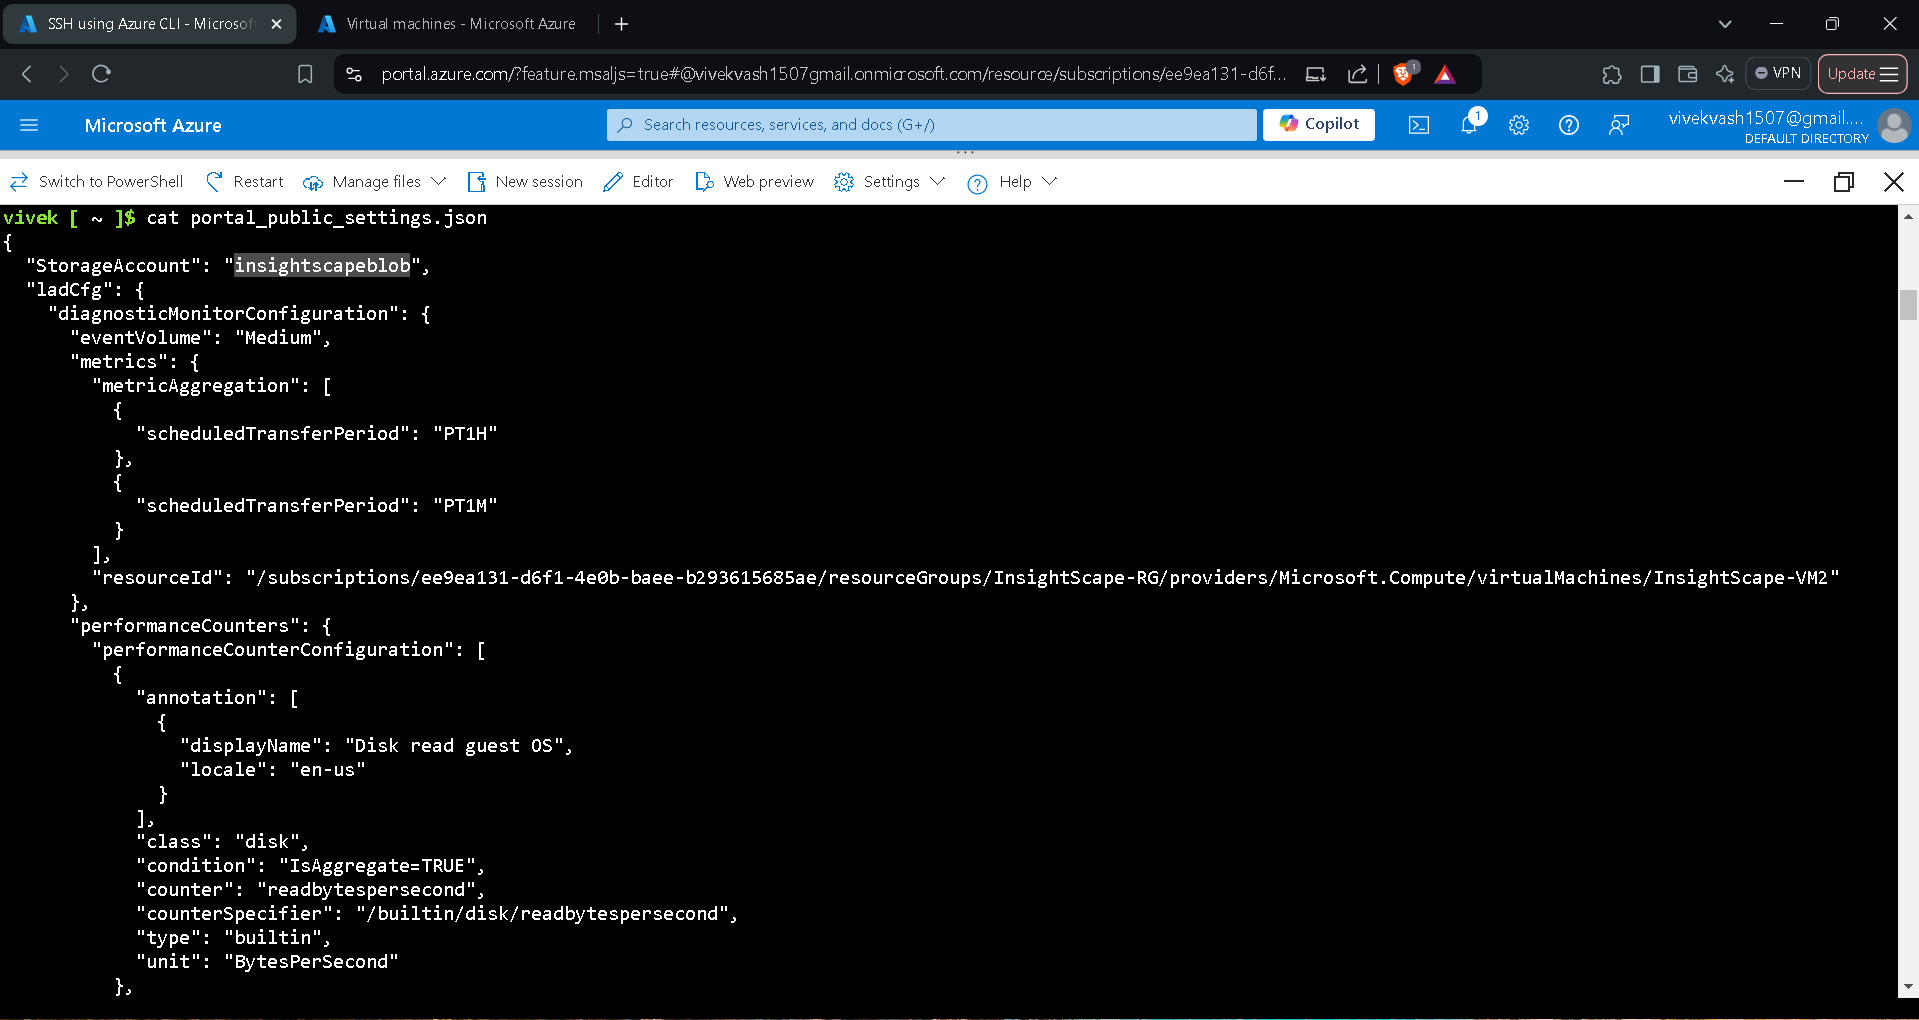 SSH using Azure CLI - Microsof
Virtual machines - Microsoft Azure
portal.azure.com/?feature.msaljs=true#@vivekvash1507gmail.onmicrosoft.com/resource/subscriptions/ee9ea131-d6f...
1
VPN
Update
Microsoft Azure
Search resources, services, and docs (G+/)
Copilot
1
vivekvash1507@gmail....
DEFAULT DIRECTORY
Switch to PowerShell
Restart
Manage files
New session
Editor
Web preview
Settings
Help
vivek [ ~ ]$ cat portal_public_settings.json
{
  "StorageAccount": "insightscapeblob",
  "ladCfg": {
    "diagnosticMonitorConfiguration": {
      "eventVolume": "Medium",
      "metrics": {
        "metricAggregation": [
          {
            "scheduledTransferPeriod": "PT1H"
          },
          {
            "scheduledTransferPeriod": "PT1M"
          }
        ],
        "resourceId": "/subscriptions/ee9ea131-d6f1-4e0b-baee-b293615685ae/resourceGroups/InsightScape-RG/providers/Microsoft.Compute/virtualMachines/InsightScape-VM2"
      },
      "performanceCounters": {
        "performanceCounterConfiguration": [
          {
            "annotation": [
              {
                "displayName": "Disk read guest OS",
                "locale": "en-us"
              }
            ],
            "class": "disk",
            "condition": "IsAggregate=TRUE",
            "counter": "readbytespersecond",
            "counterSpecifier": "/builtin/disk/readbytespersecond",
            "type": "builtin",
            "unit": "BytesPerSecond"
          },